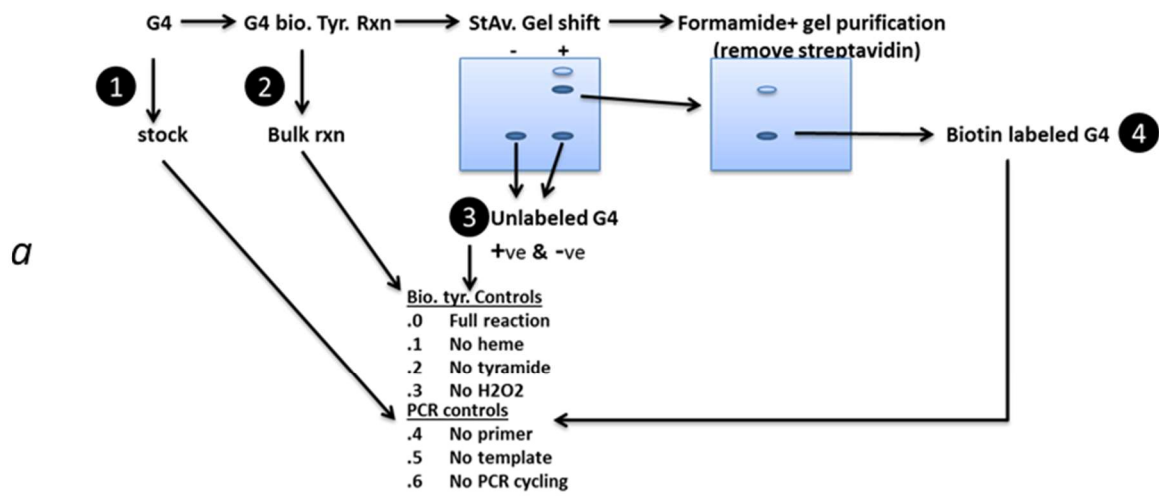 G4 G4 bio. Tyr. Rxn StAv. Gel shift Formamide+ gel purification
(remove streptavidin)
- +
1 2
stock Bulk rxn Biotin labeled G4 4
3 Unlabeled G4
+ve & -ve
a
Bio. tyr. Controls
.0 Full reaction
.1 No heme
.2 No tyramide
.3 No H2O2
PCR controls
.4 No primer
.5 No template
.6 No PCR cycling